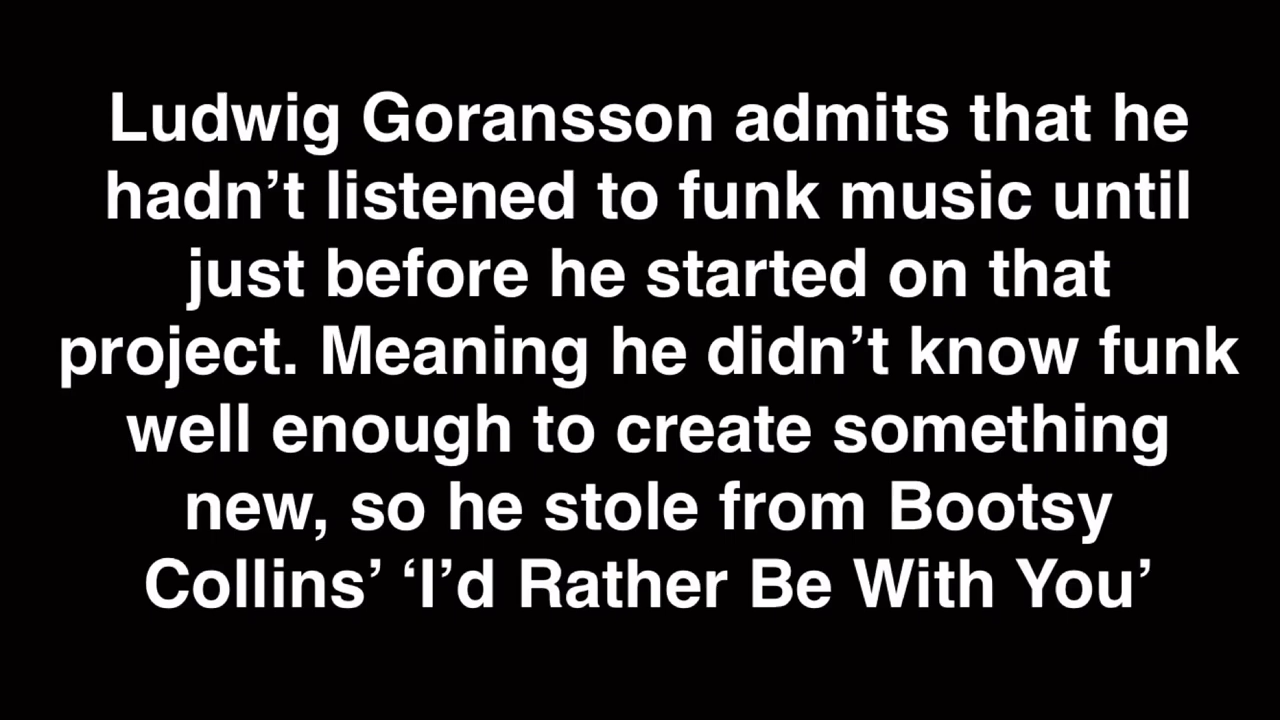 Ludwig Goransson admits that he
hadn’t listened to funk music until
just before he started on that
project. Meaning he didn’t know funk
well enough to create something
new, so he stole from Bootsy
Collins’ ‘I’d Rather Be With You’